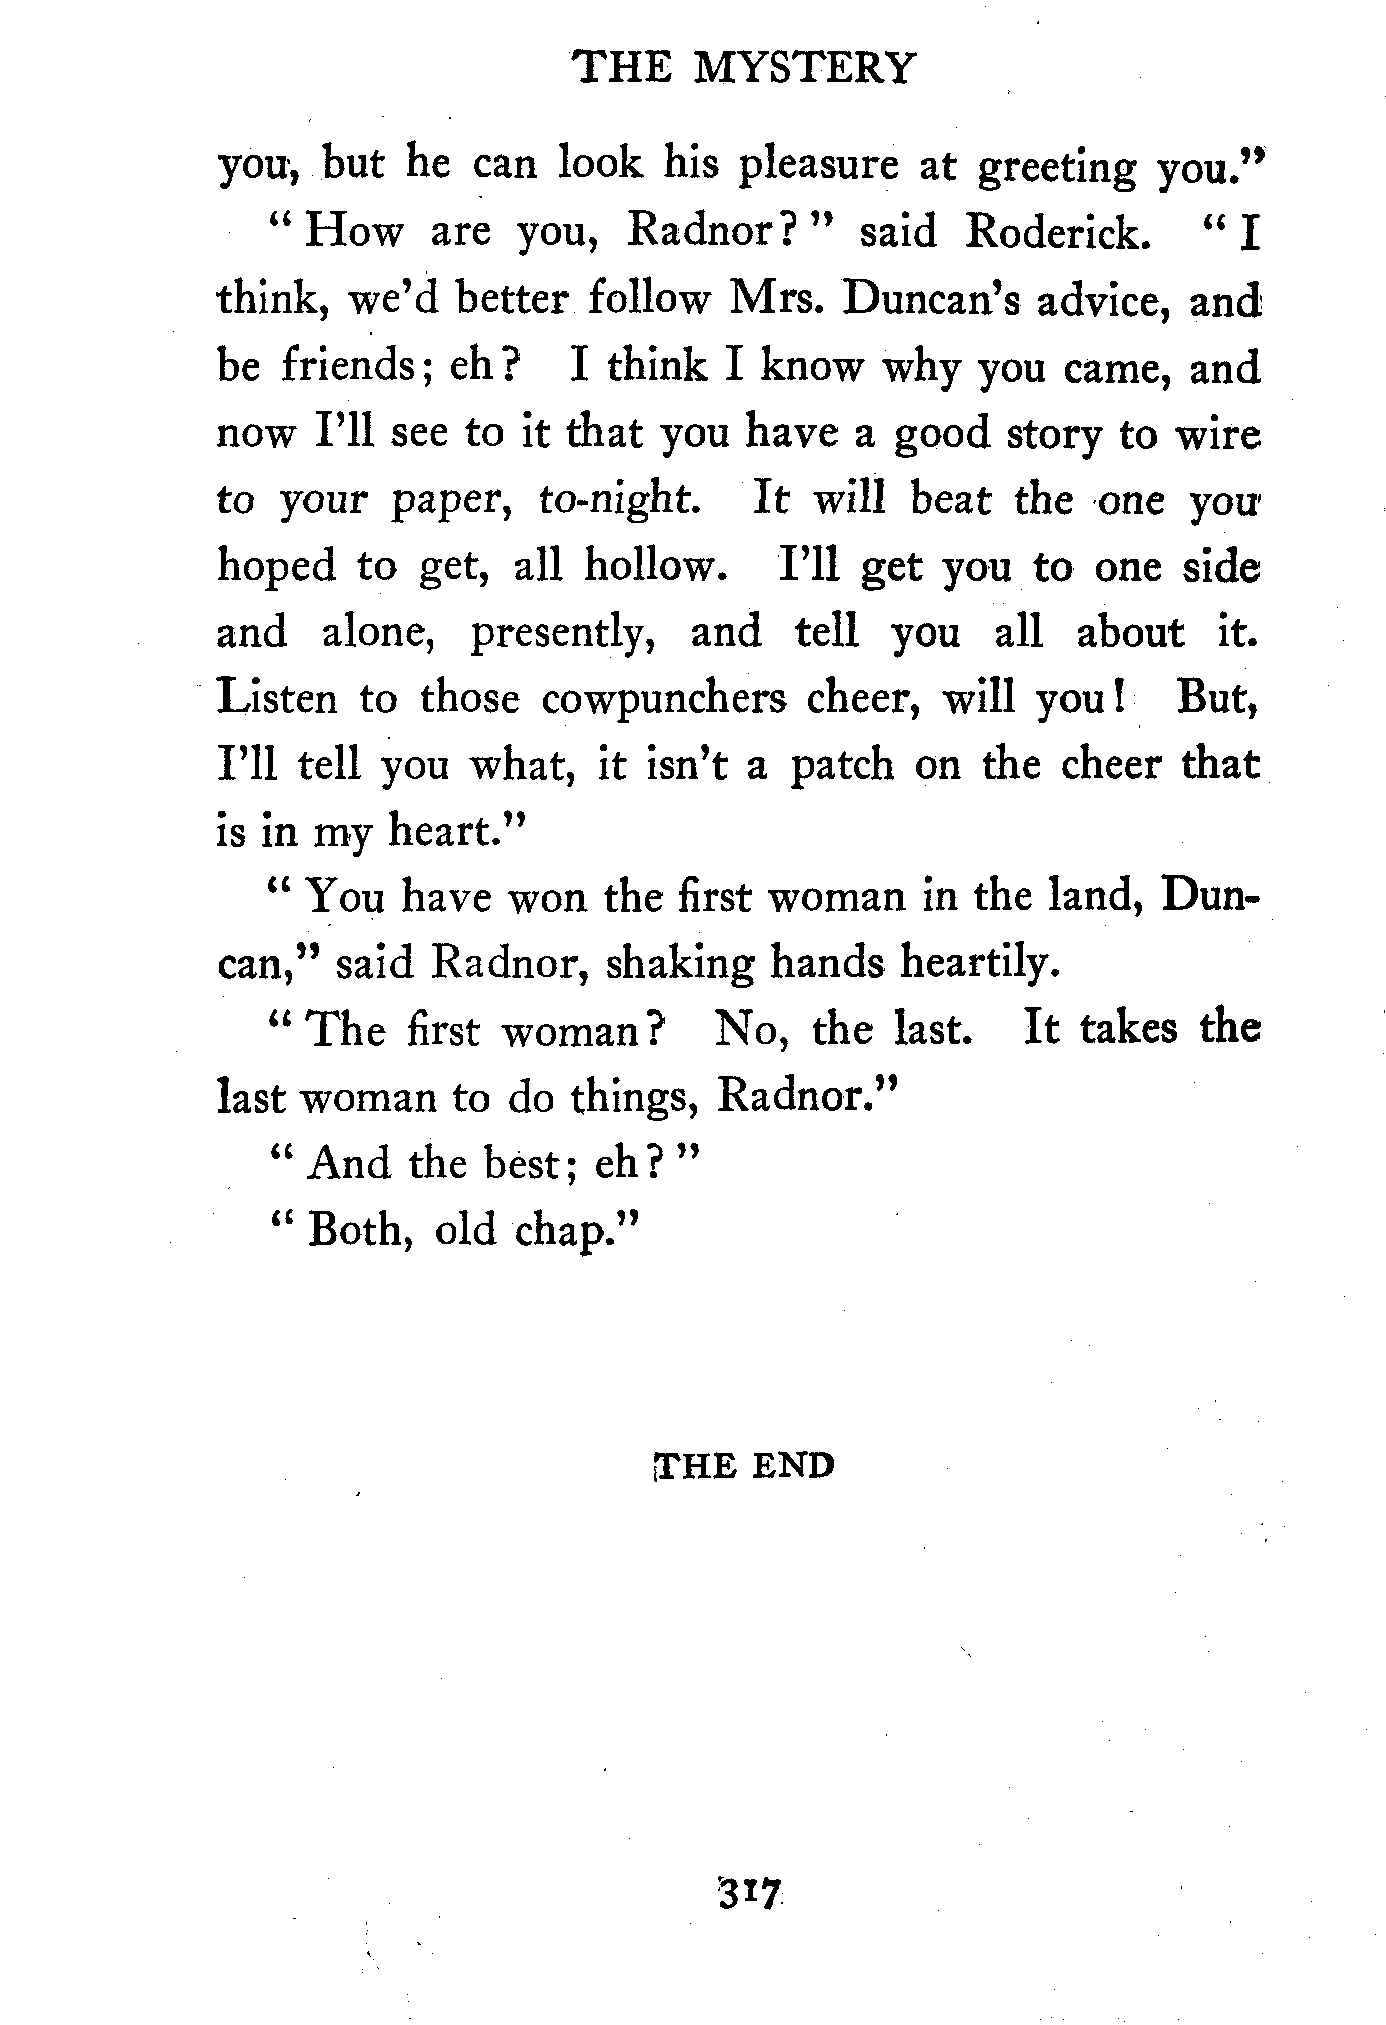 THE MYSTERY
you, but he can look his pleasure at greeting you."
" How are you, Radnor? " said Roderick. " I
think, we'd better follow Mrs. Duncan's advice, and
be friends; eh? I think I know why you came, and
now I'll see to it that you have a good story to wire
to your paper, to-night. It will beat the one you
hoped to get, all hollow. I'll get you to one side
and alone, presently, and tell you all about it.
Listen to those cowpunchers cheer, will you! But,
I'll tell you what, it isn't a patch on the cheer that
is in my heart."
" You have won the first woman in the land, Dun-
can," said Radnor, shaking hands heartily.
" The first woman? No, the last. It takes the
last woman to do things, Radnor."
" And the best; eh? "
" Both, old chap."
THE END
317